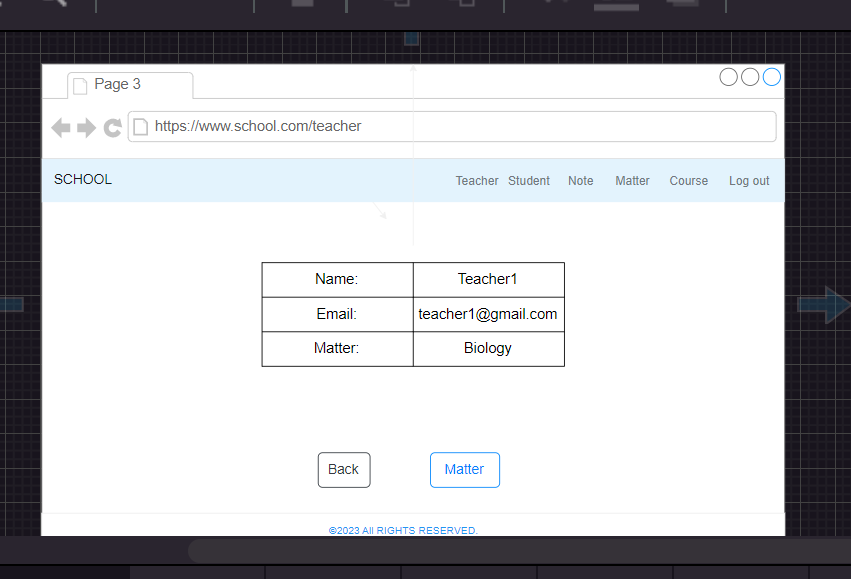 Page 3
https://www.school.com/teacher
SCHOOL Teacher Student Note Matter Course Log out
Name: Teacher1
Email: teacher1@gmail.com
Matter: Biology
Back Matter
©2023 All RIGHTS RESERVED.